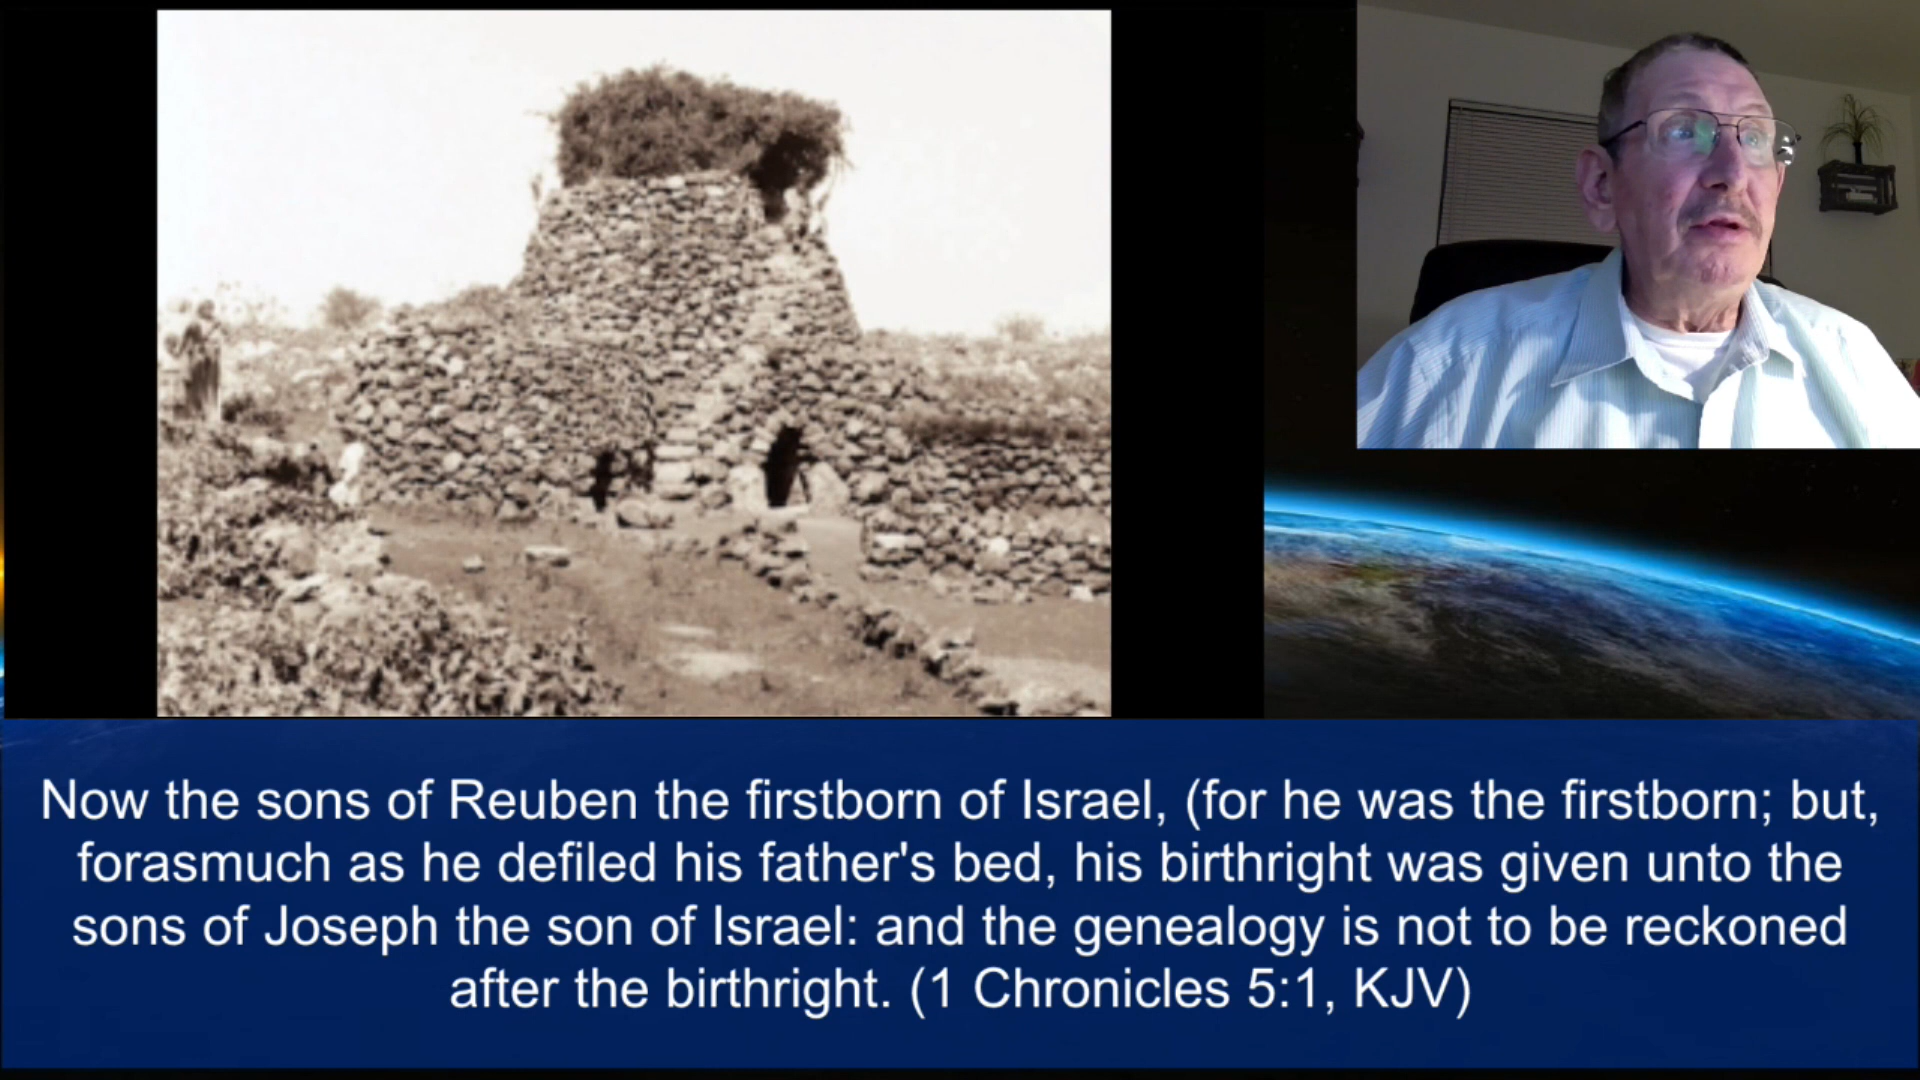 Now the sons of Reuben the firstborn of Israel, (for he was the firstborn; but,
forasmuch as he defiled his father's bed, his birthright was given unto the
sons of Joseph the son of Israel: and the genealogy is not to be reckoned
after the birthright. (1 Chronicles 5:1, KJV)